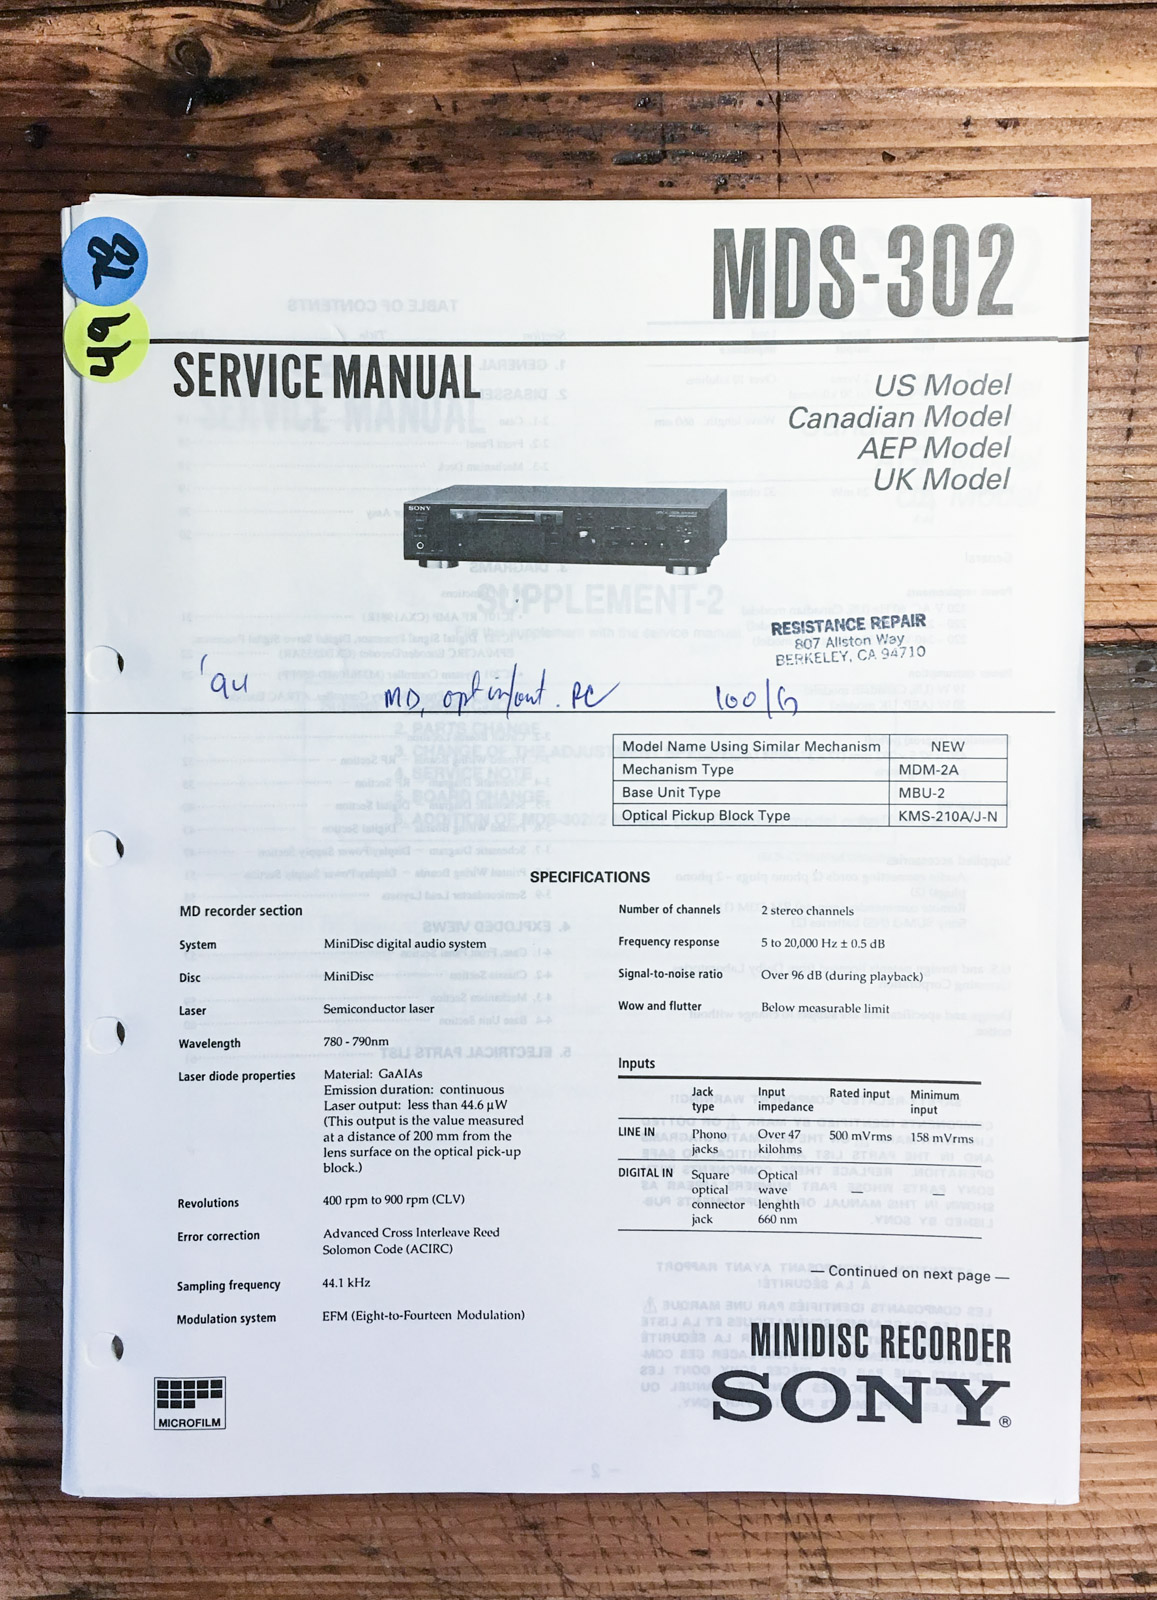 MDS-302
SERVICE MANUAL
US Model
Canadian Model
AEP Model
UK Model
SONY
SUPPLEMENT-2
RESISTANCE REPAIR
807 Allston Way
BERKELEY, CA 94710
'94 MD, opt in/out. RC 100/
Model Name Using Similar Mechanism NEW
Mechanism Type MDM-2A
Base Unit Type MBU-2
Optical Pickup Block Type KMS-210A/J-N
SPECIFICATIONS
MD recorder section
System MiniDisc digital audio system
Disc MiniDisc
Laser Semiconductor laser
Wavelength 780 - 790nm
Laser diode properties Material: GaAlAs
Emission duration: continuous
Laser output: less than 44.6 μW
(This output is the value measured
at a distance of 200 mm from the
lens surface on the optical pick-up
block.)
Revolutions 400 rpm to 900 rpm (CLV)
Error correction Advanced Cross Interleave Reed
Solomon Code (ACIRC)
Sampling frequency 44.1 kHz
Modulation system EFM (Eight-to-Fourteen Modulation)
Number of channels 2 stereo channels
Frequency response 5 to 20,000 Hz ± 0.5 dB
Signal-to-noise ratio Over 96 dB (during playback)
Wow and flutter Below measurable limit
Inputs
Jack type Input impedance Rated input Minimum input
LINE IN Phono jacks Over 47 kilohms 500 mVrms 158 mVrms
DIGITAL IN Square optical connector jack Optical wave lenghth 660 nm — —
— Continued on next page —
MICROFILM
MINIDISC RECORDER
SONY®